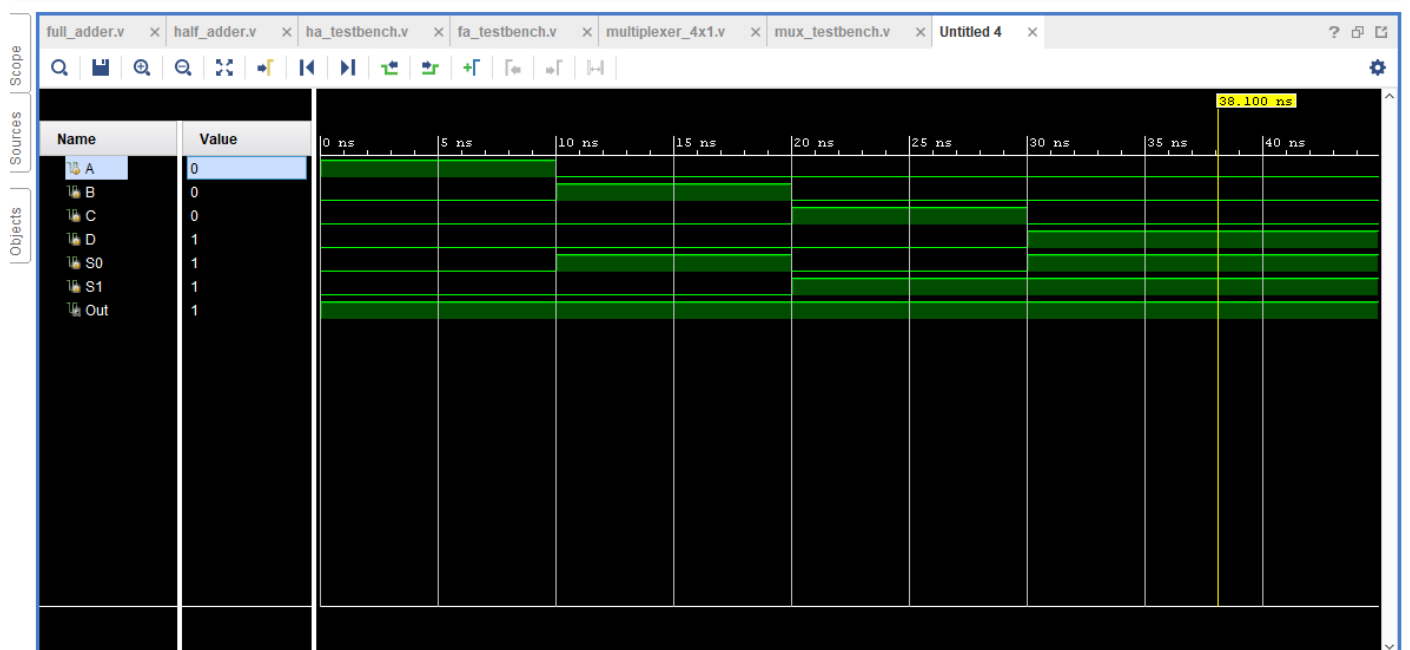 full_adder.v × half_adder.v × ha_testbench.v × fa_testbench.v × multiplexer_4x1.v × mux_testbench.v × Untitled 4 × ?
Scope
Sources
Objects
38.100 ns
Name Value
0 ns 5 ns 10 ns 15 ns 20 ns 25 ns 30 ns 35 ns 40 ns
A 0
B 0
C 0
D 1
S0 1
S1 1
Out 1